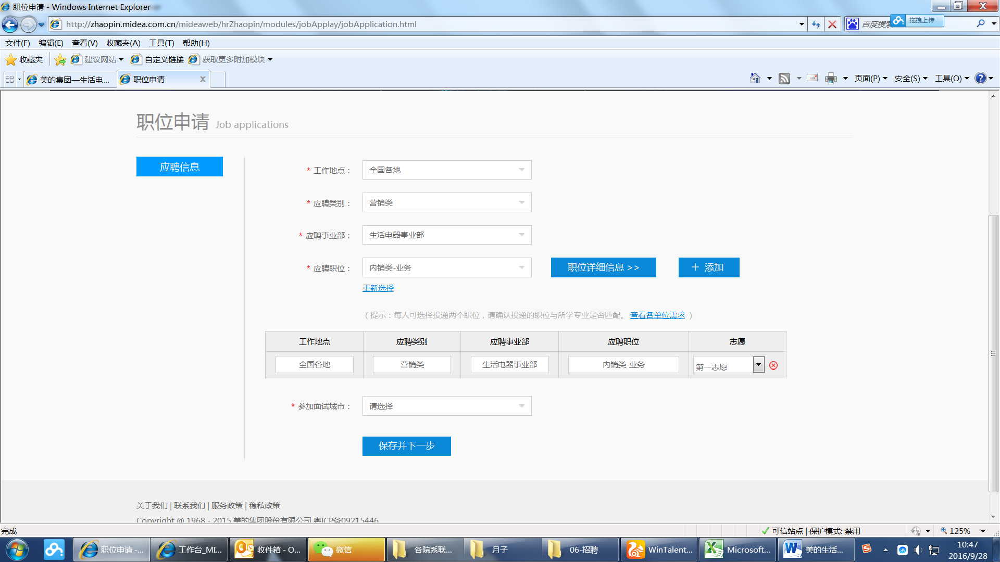 职位申请 - Windows Internet Explorer
http://zhaopin.midea.com.cn/mideaweb/hrZhaopin/modules/jobApplay/jobApplication.html
百度搜索
拖拽上传
文件(F) 编辑(E) 查看(V) 收藏夹(A) 工具(T) 帮助(H)
收藏夹 建议网站 自定义链接 获取更多附加模块
美的集团—生活电... 职位申请
页面(P) 安全(S) 工具(O)
职位申请 Job applications
应聘信息
* 工作地点： 全国各地
* 应聘类别： 营销类
* 应聘事业部： 生活电器事业部
* 应聘职位： 内销类-业务 职位详细信息 >> + 添加
重新选择
（ 提示：每人可选择投递两个职位，请确认投递的职位与所学专业是否匹配。 查看各单位需求 ）
工作地点 应聘类别 应聘事业部 应聘职位 志愿
全国各地 营销类 生活电器事业部 内销类-业务 第一志愿
* 参加面试城市： 请选择
保存并下一步
关于我们 | 联系我们 | 服务政策 | 稳私政策
Copyright @ 1968 - 2015 美的集团股份有限公司 粤ICP备09215446
完成
可信站点 | 保护模式: 禁用
125%
职位申请 -... 工作台_MI... 收件箱 - O... 微信 各院系联... 月子 06-招聘 WinTalent... Microsoft... 美的生活...
10:47
2016/9/28